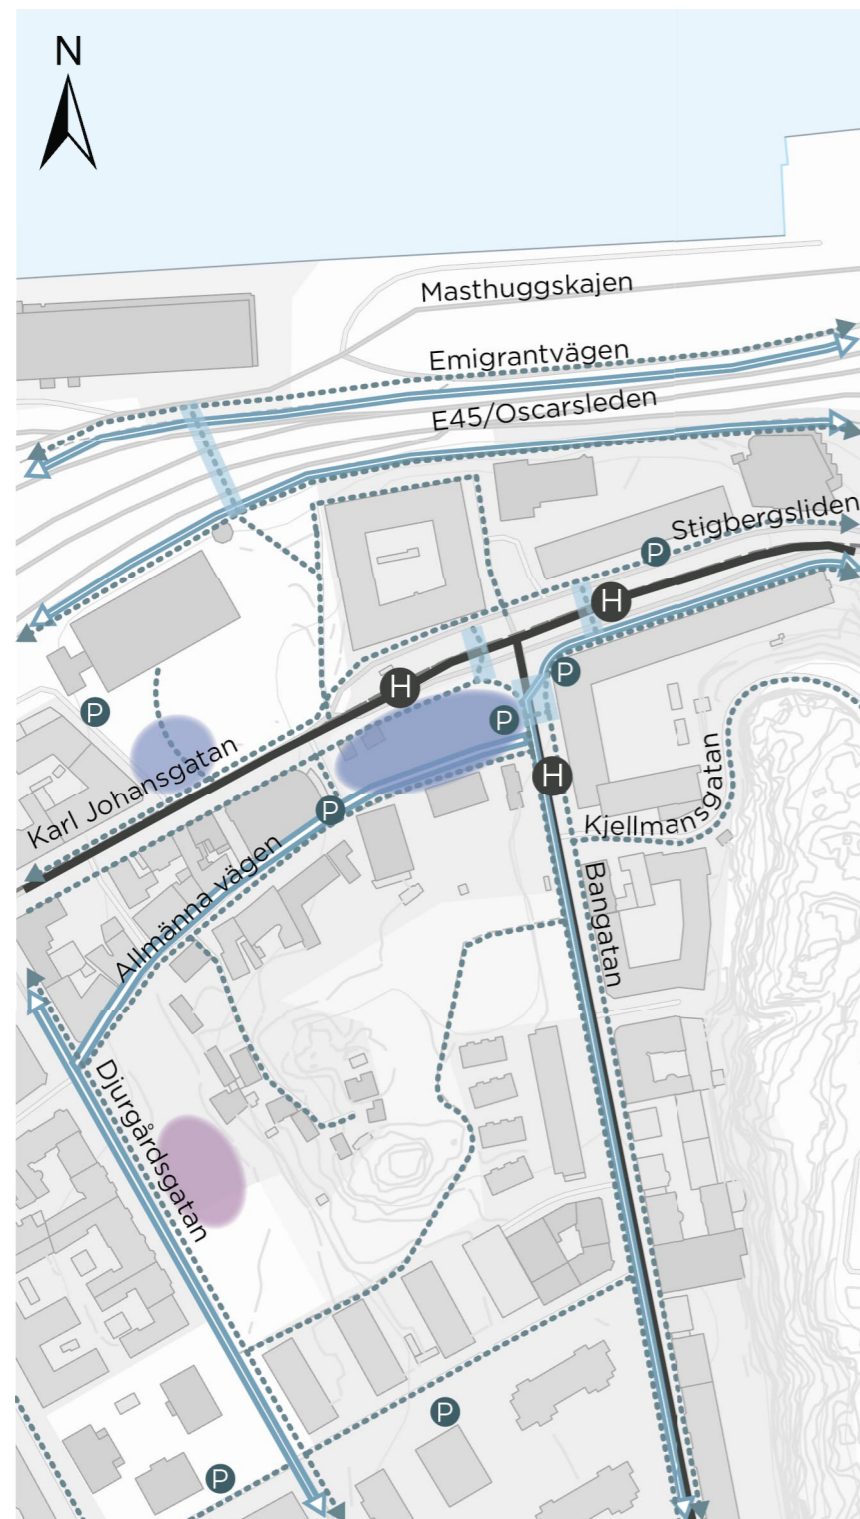 N
Masthuggskajen
Emigrantvägen
E45/Oscarsleden
Stigbergsliden
P
H
P
H
P
P
P
H
Karl Johansgatan
P
Kjellmansgatan
Allmänna vägen
Bangatan
Djurgårdsgatan
P
P